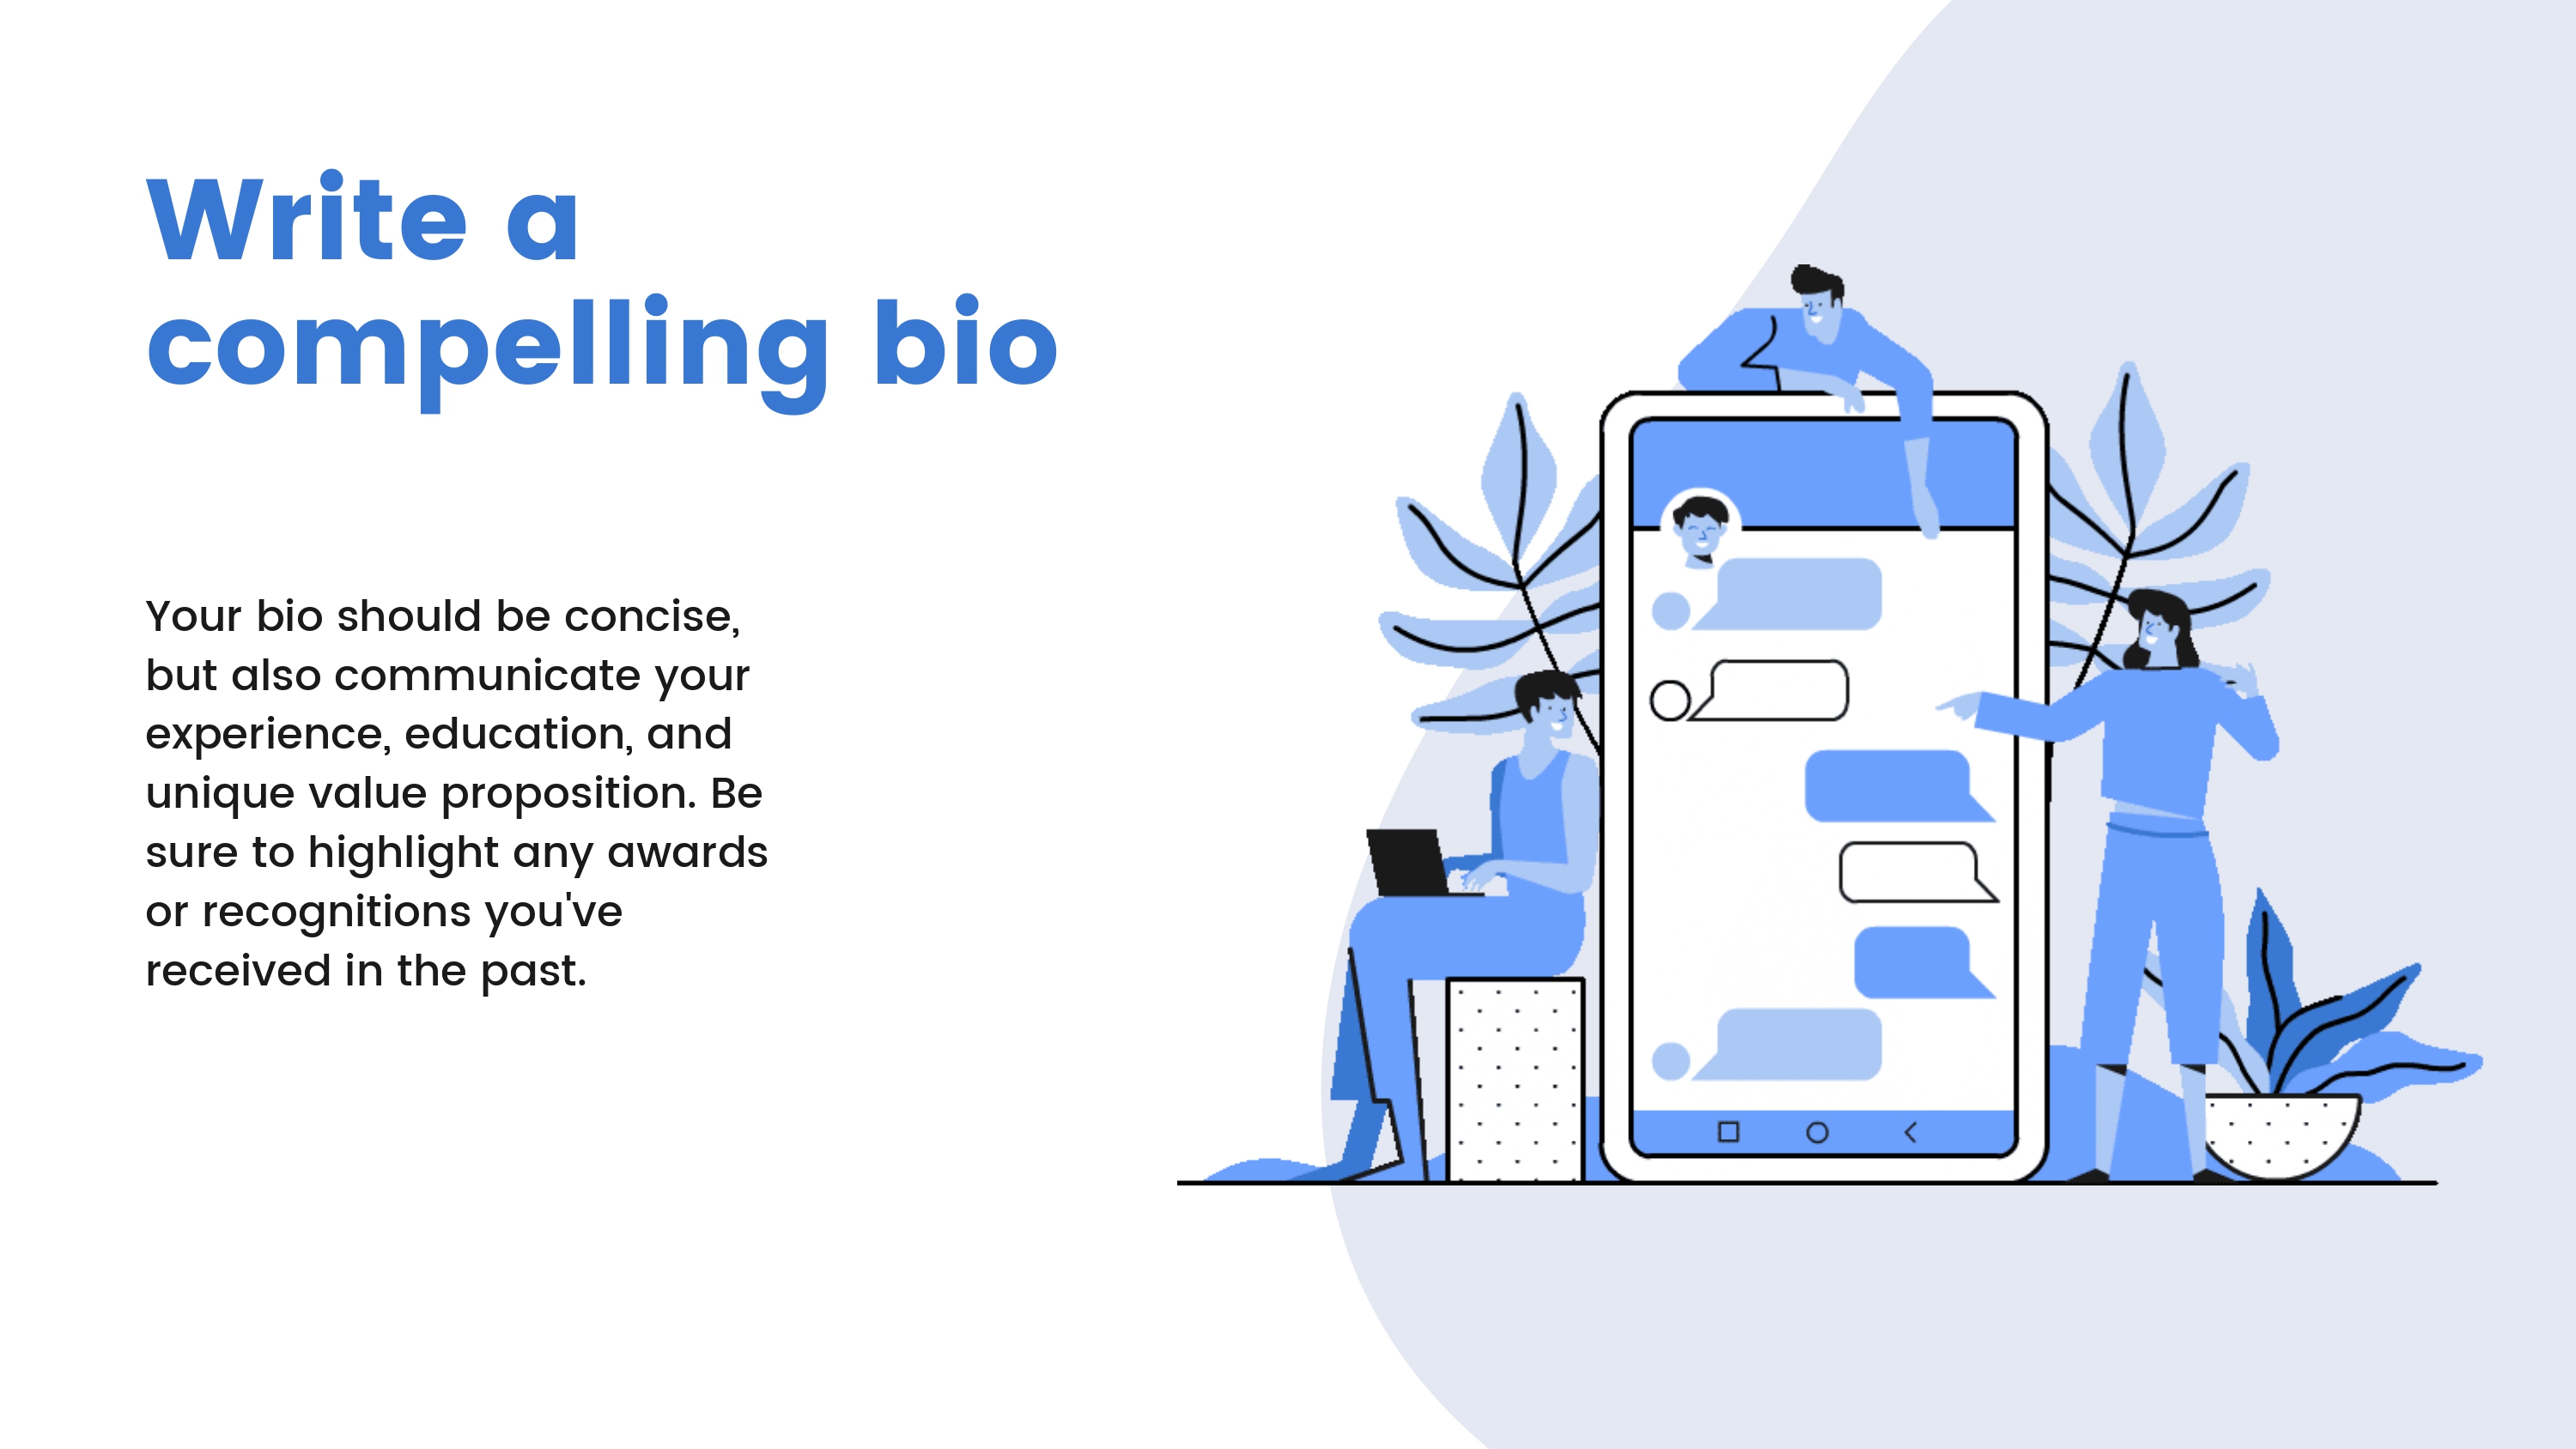 Write a
compelling bio
Your bio should be concise,
but also communicate your
experience, education, and
unique value proposition. Be
sure to highlight any awards
or recognitions you've
received in the past.